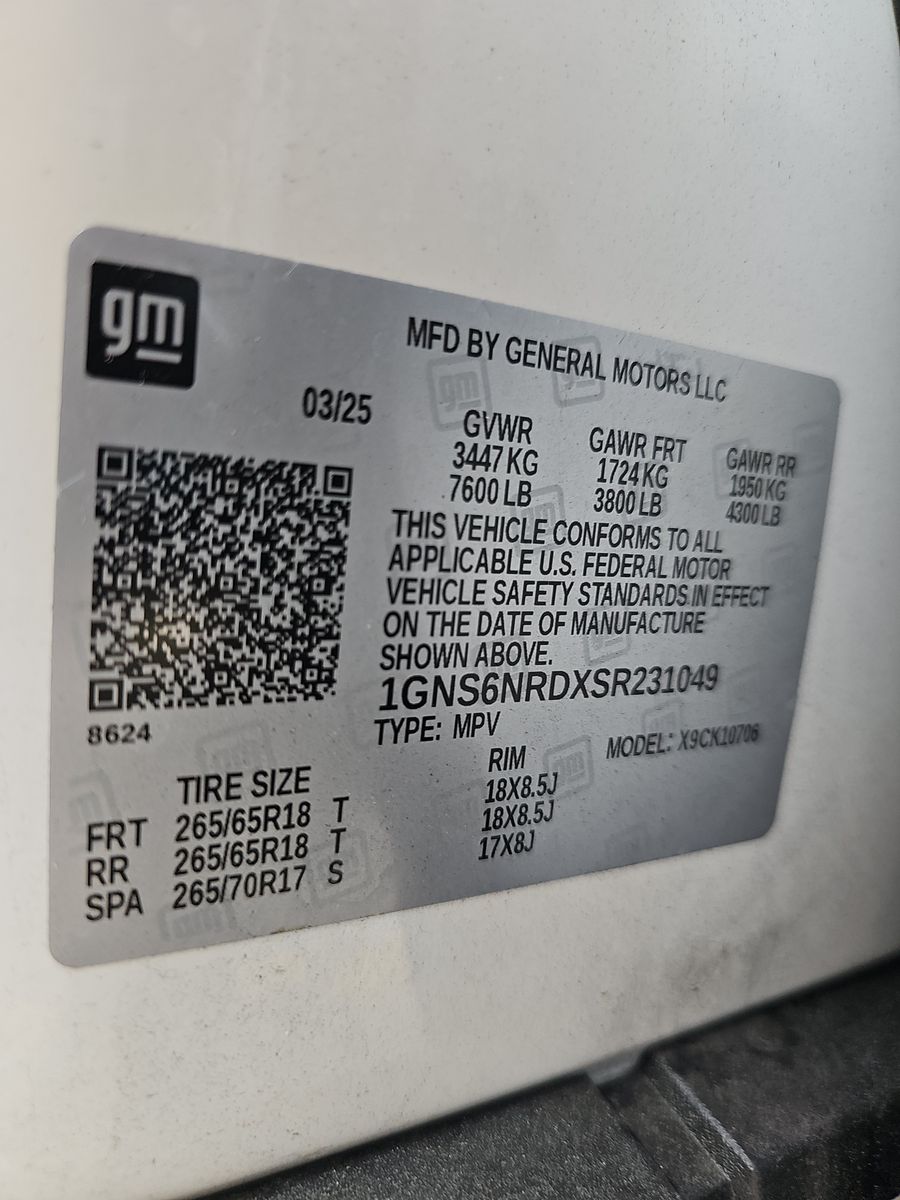 gm
MFD BY GENERAL MOTORS LLC
03/25
GVWR GAWR FRT GAWR RR
3447 KG 1724 KG 1950 KG
7600 LB 3800 LB 4300 LB
THIS VEHICLE CONFORMS TO ALL
APPLICABLE U.S. FEDERAL MOTOR
VEHICLE SAFETY STANDARDS IN EFFECT
ON THE DATE OF MANUFACTURE
SHOWN ABOVE.
1GNS6NRDXSR231049
8624
TYPE: MPV MODEL: X9CK10706
TIRE SIZE RIM
FRT 265/65R18 T 18X8.5J
RR 265/65R18 T 18X8.5J
SPA 265/70R17 S 17X8J